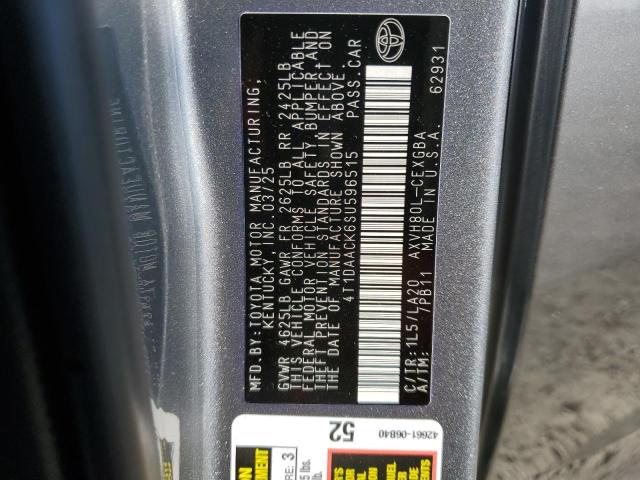 MFD.BY:TOYOTA MOTOR MANUFACTURING,
KENTUCKY, INC. 03/25
GVWR 4625LB GAWR FR 2625LB RR 2425LB
THIS VEHICLE CONFORMS TO ALL APPLICABLE
FEDERAL MOTOR VEHICLE SAFETY, BUMPER, AND
THEFT PREVENTION STANDARDS IN EFFECT ON
THE DATE OF MANUFACTURE SHOWN ABOVE.
4T1DAACK6SU596515 PASS.CAR
C/TR:1L5/LA20 AXVH80L-CEXGBA
A/TM: 7PB11 MADE IN U.S.A. 62931
52
42661-06B40